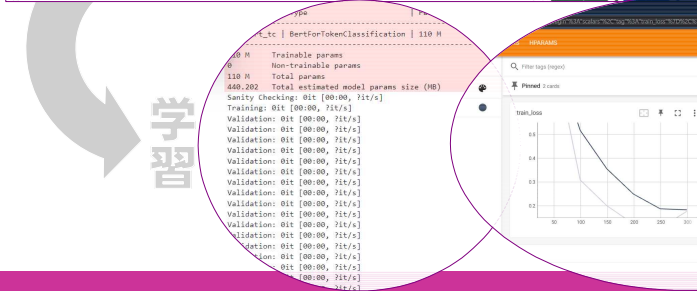 学習
ype
t_tc | BertForTokenClassification | 110 M
Trainable params
0 Non-trainable params
110 M Total params
440.202 Total estimated model params size (MB)
Sanity Checking: 0it [00:00, ?it/s]
Training: 0it [00:00, ?it/s]
Validation: 0it [00:00, ?it/s]
Validation: 0it [00:00, ?it/s]
Validation: 0it [00:00, ?it/s]
Validation: 0it [00:00, ?it/s]
Validation: 0it [00:00, ?it/s]
Validation: 0it [00:00, ?it/s]
Validation: 0it [00:00, ?it/s]
Validation: 0it [00:00, ?it/s]
Validation: 0it [00:00, ?it/s]
Validation: 0it [00:00, ?it/s]
alidation: 0it [00:00, ?it/s]
idation: 0it [00:00, ?it/s]
tion: 0it [00:00, ?it/s]
0it [00:00, ?it/s]
0it [00:00, ?it/s]
HPARAMS
Filter tags (regex)
Pinned 2 cards
train_loss
0.5
0.4
0.3
0.2
50 100 150 200 250 300